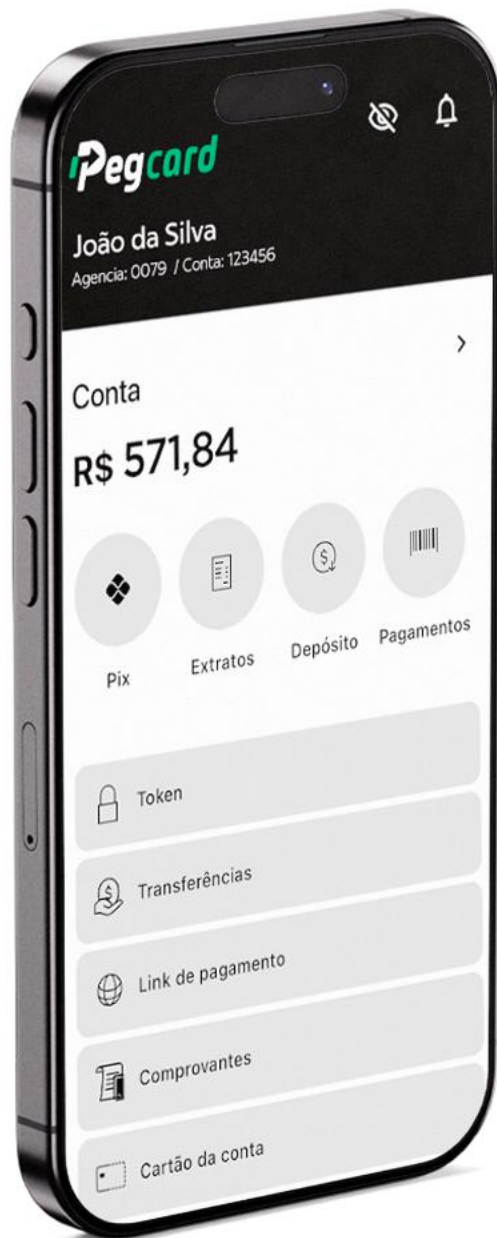 Pegcard
João da Silva
Agencia: 0079 / Conta: 123456
Conta
R$ 571,84
Pix
Extratos
Depósito
Pagamentos
Token
Transferências
Link de pagamento
Comprovantes
Cartão da conta